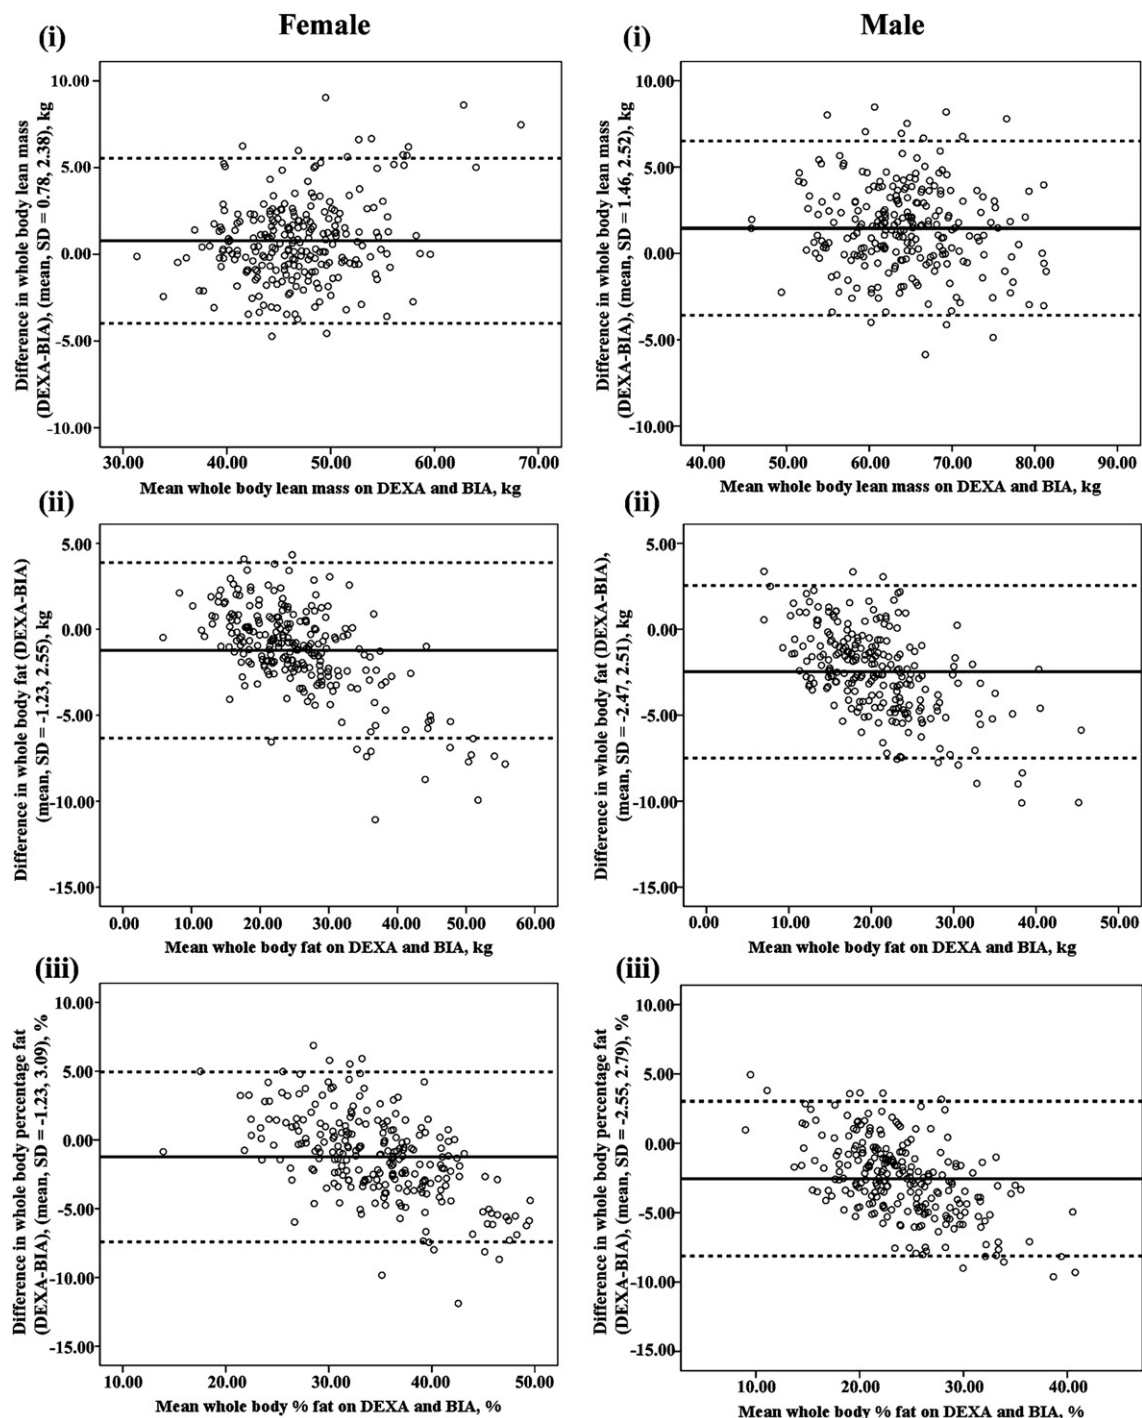 Female
Male
(i)
(i)
Difference in whole body lean mass
(DEXA-BIA), (mean, SD = 0.78, 2.38), kg
10.00
5.00
0.00
-5.00
-10.00
30.00 40.00 50.00 60.00 70.00
Mean whole body lean mass on DEXA and BIA, kg
Difference in whole body lean mass
(DEXA-BIA), (mean, SD = 1.46, 2.52), kg
10.00
5.00
0.00
-5.00
-10.00
40.00 50.00 60.00 70.00 80.00 90.00
Mean whole body lean mass on DEXA and BIA, kg
(ii)
(ii)
Difference in whole body fat (DEXA-BIA)
(mean, SD = -1.23, 2.55), kg
5.00
0.00
-5.00
-10.00
-15.00
0.00 10.00 20.00 30.00 40.00 50.00 60.00
Mean whole body fat on DEXA and BIA, kg
Difference in whole body fat (DEXA-BIA),
(mean, SD = -2.47, 2.51), kg
5.00
0.00
-5.00
-10.00
-15.00
0.00 10.00 20.00 30.00 40.00 50.00
Mean whole body fat on DEXA and BIA, kg
(iii)
(iii)
Difference in whole body percentage fat
(DEXA-BIA), (mean, SD = -1.23, 3.09), %
10.00
5.00
0.00
-5.00
-10.00
-15.00
10.00 20.00 30.00 40.00 50.00
Mean whole body % fat on DEXA and BIA, %
Difference in whole body percentage fat
(DEXA-BIA), (mean, SD = -2.55, 2.79), %
10.00
5.00
0.00
-5.00
-10.00
-15.00
10.00 20.00 30.00 40.00
Mean whole body % fat on DEXA and BIA, %